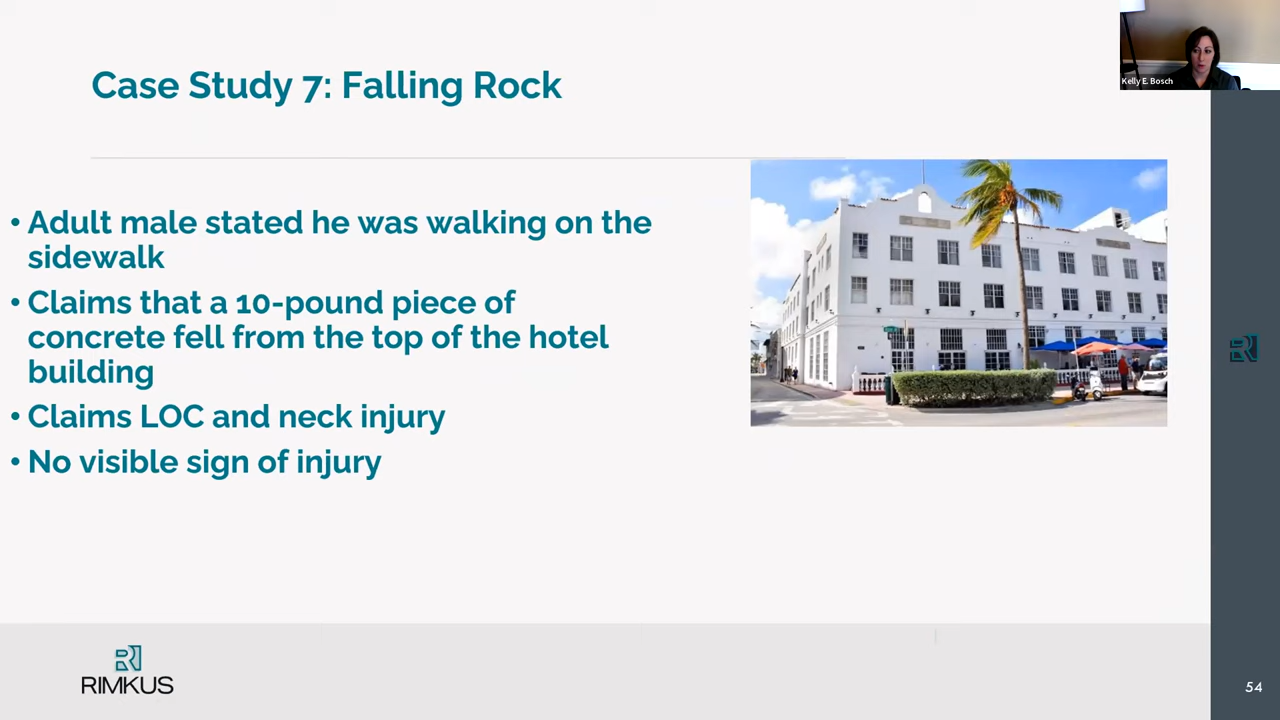 Case Study 7: Falling Rock
Kelly E. Bosch
• Adult male stated he was walking on the
sidewalk
• Claims that a 10-pound piece of
concrete fell from the top of the hotel
building
• Claims LOC and neck injury
• No visible sign of injury
RIMKUS
54